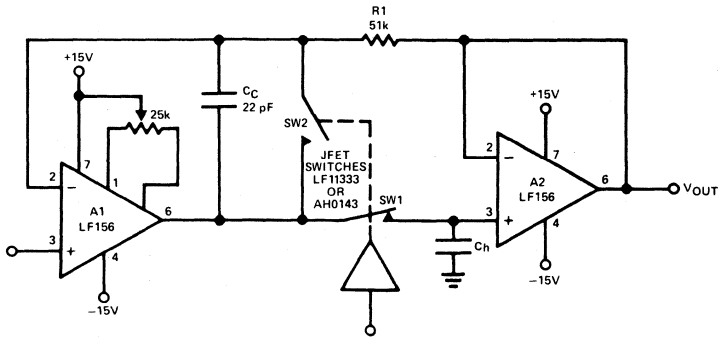 R1
51k
+15V
CC
22 pF
25k
SW2
+15V
7
1
2
−
JFET
SWITCHES
LF11333
OR
AH0143
2
−
7
A1
LF156
6
SW1
A2
LF156
6
VOUT
3
+
4
3
+
4
Ch
−15V
−15V